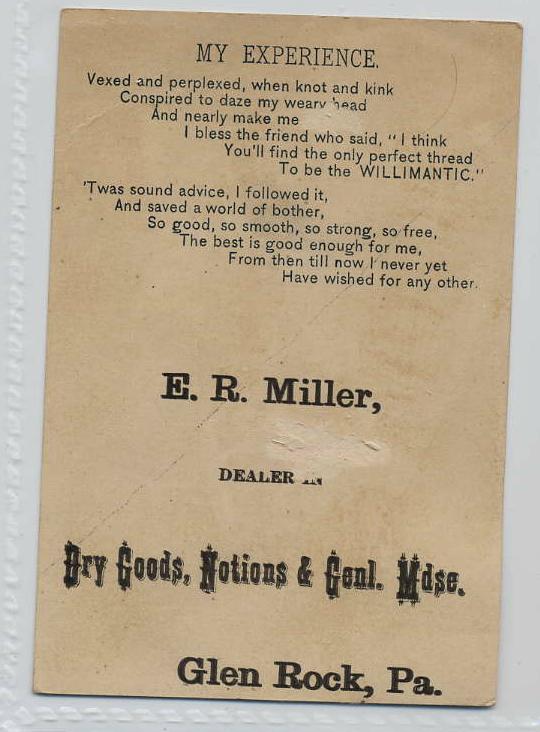 MY EXPERIENCE.
Vexed and perplexed, when knot and kink
Conspired to daze my weary head
And nearly make me
I bless the friend who said, "I think
You'll find the only perfect thread
To be the WILLIMANTIC."
'Twas sound advice, I followed it,
And saved a world of bother,
So good, so smooth, so strong, so free,
The best is good enough for me,
From then till now I never yet
Have wished for any other.
E. R. Miller,
DEALER IN
Dry Goods, Notions & Genl. Mdse.
Glen Rock, Pa.